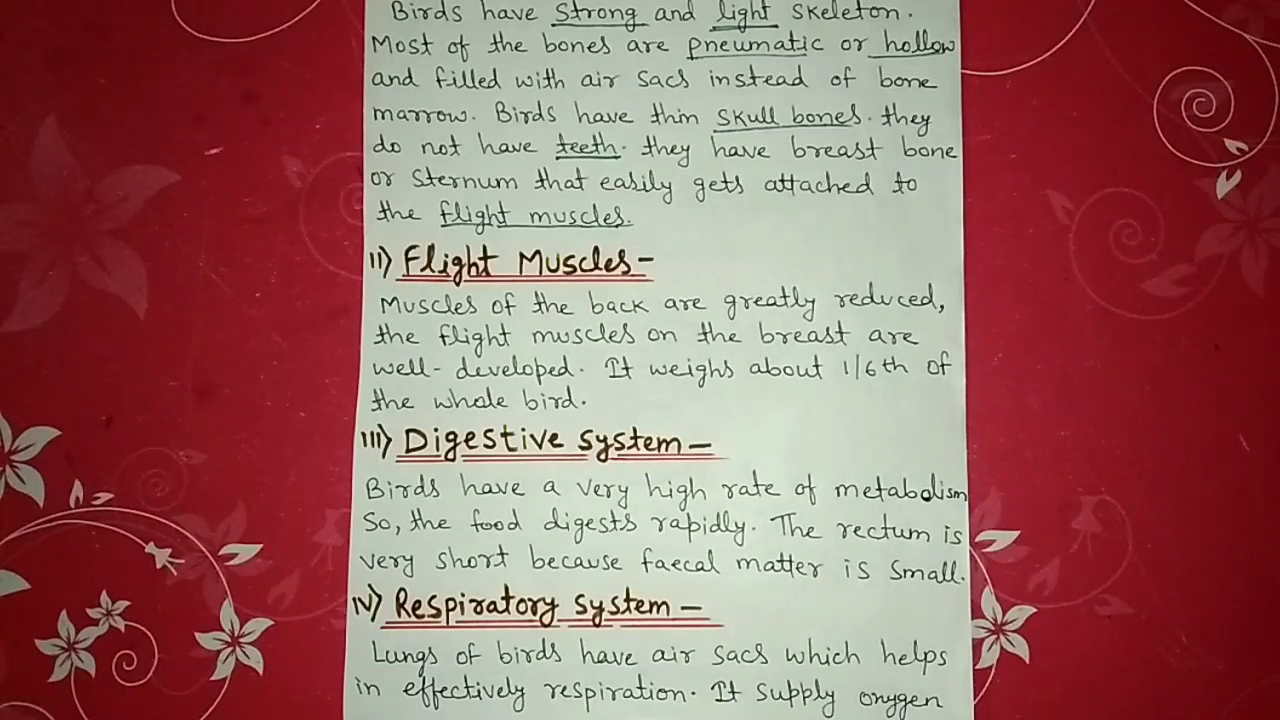 Birds have strong and light skeleton.
Most of the bones are pneumatic or hollow
and filled with air sacs instead of bone
marrow. Birds have thin skull bones. they
do not have teeth. they have breast bone
or sternum that easily gets attached to
the flight muscles.
II) Flight Muscles-
Muscles of the back are greatly reduced,
the flight muscles on the breast are
well-developed. It weighs about 1/6th of
the whole bird.
III) Digestive system-
Birds have a very high rate of metabolism
So, the food digests rapidly. The rectum is
very short because faecal matter is small.
IV) Respiratory system-
Lungs of birds have air sacs which helps
in effectively respiration. It supply oxygen